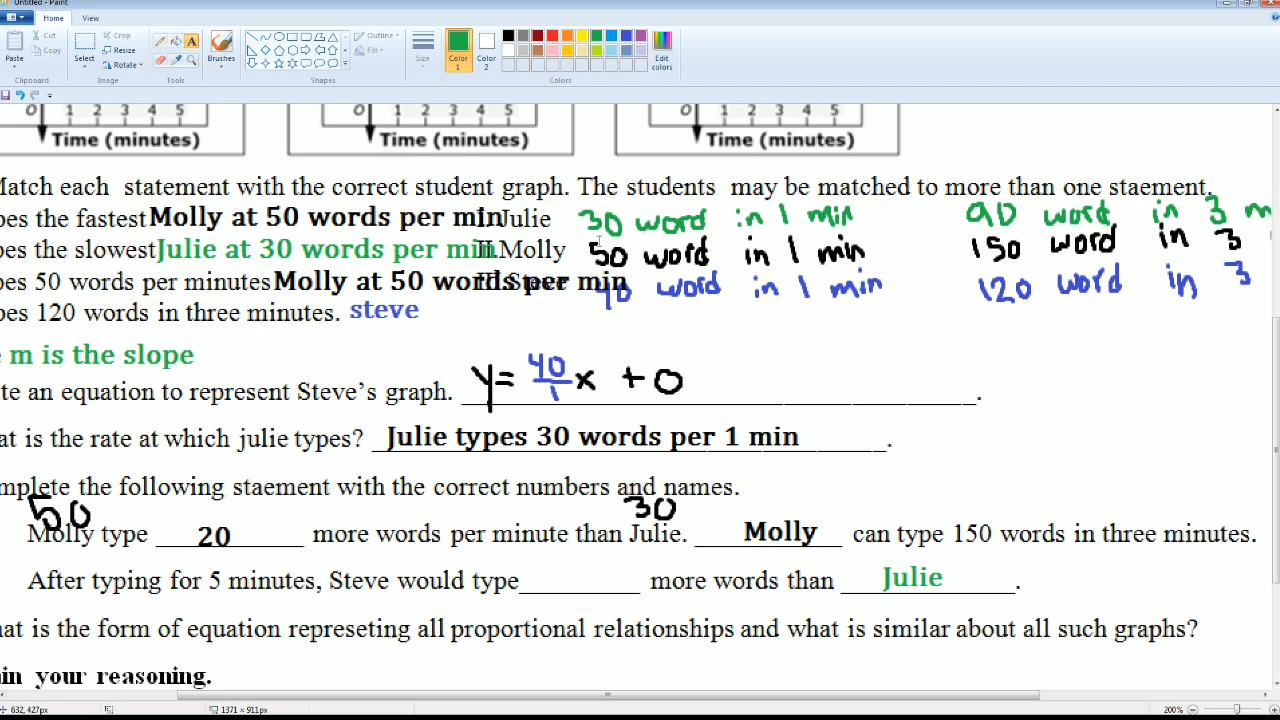 Untitled - Paint
Home View
Cut Copy Paste Clipboard
Crop Resize Rotate Select Image
Tools
Brushes
Outline Fill Shapes
Size
Color 1 Color 2 Edit colors Colors
0 1 2 3 4 5 0 1 2 3 4 5 0 1 2 3 4 5
Time (minutes) Time (minutes) Time (minutes)
Match each statement with the correct student graph. The students may be matched to more than one staement.
pes the fastest Molly at 50 words per min I. Julie 30 word in 1 min 90 word in 3 m
pes the slowest Julie at 30 words per min II. Molly 50 word in 1 min 150 word in 3
pes 50 words per minutes Molly at 50 words per min III. Steve 40 word in 1 min 120 word in 3
pes 120 words in three minutes. steve
e m is the slope
te an equation to represent Steve's graph. y = 40/1 x + 0 .
at is the rate at which julie types? Julie types 30 words per 1 min .
mplete the following staement with the correct numbers and names.
50 30
Molly type 20 more words per minute than Julie. Molly can type 150 words in three minutes.
After typing for 5 minutes, Steve would type more words than Julie .
hat is the form of equation represeting all proportional relationships and what is similar about all such graphs?
in your reasoning.
632, 427px 1371 × 911px 200%